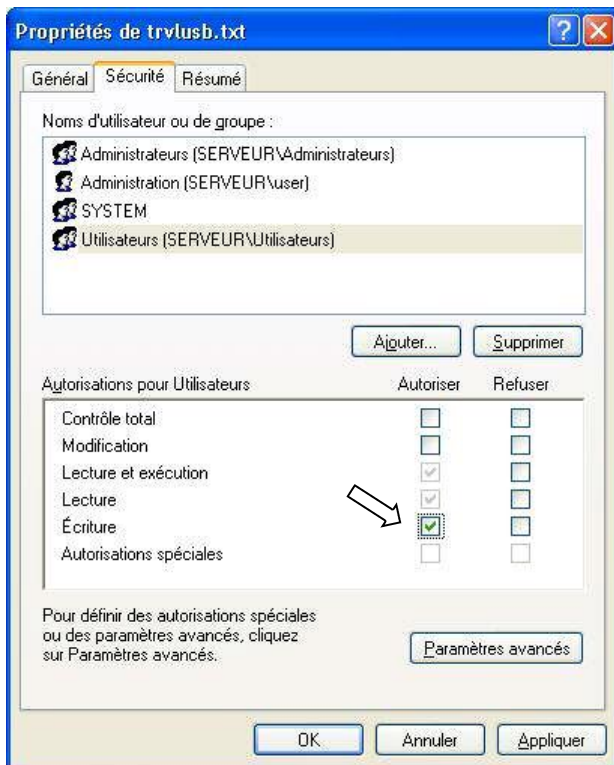 Propriétés de trvlusb.txt
Général Sécurité Résumé
Noms d'utilisateur ou de groupe :
Administrateurs (SERVEUR\Administrateurs)
Administration (SERVEUR\user)
SYSTEM
Utilisateurs (SERVEUR\Utilisateurs)
Ajouter... Supprimer
Autorisations pour Utilisateurs Autoriser Refuser
Contrôle total
Modification
Lecture et exécution
Lecture
Écriture
Autorisations spéciales
Pour définir des autorisations spéciales
ou des paramètres avancés, cliquez
sur Paramètres avancés.
Paramètres avancés
OK Annuler Appliquer